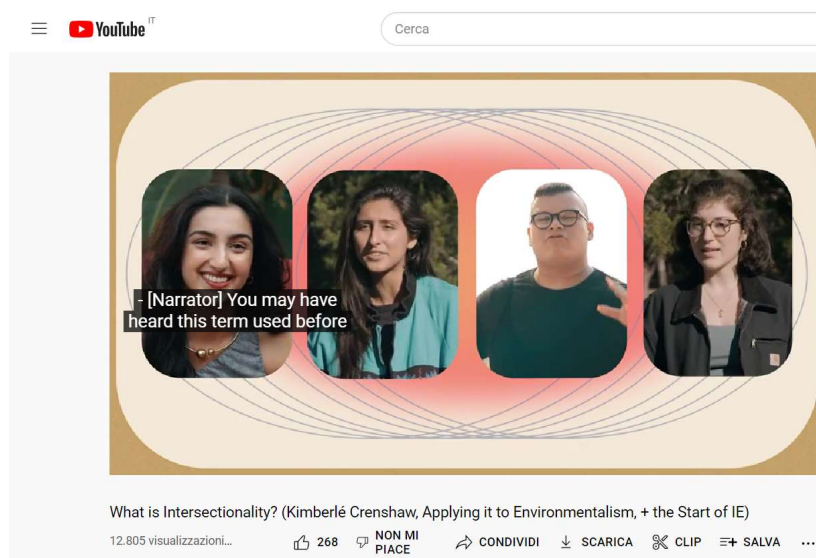 YouTube IT
Cerca
- [Narrator] You may have
heard this term used before
What is Intersectionality? (Kimberlé Crenshaw, Applying it to Environmentalism, + the Start of IE)
12.805 visualizzazioni...
268
NON MI
PIACE
CONDIVIDI
SCARICA
CLIP
SALVA
...